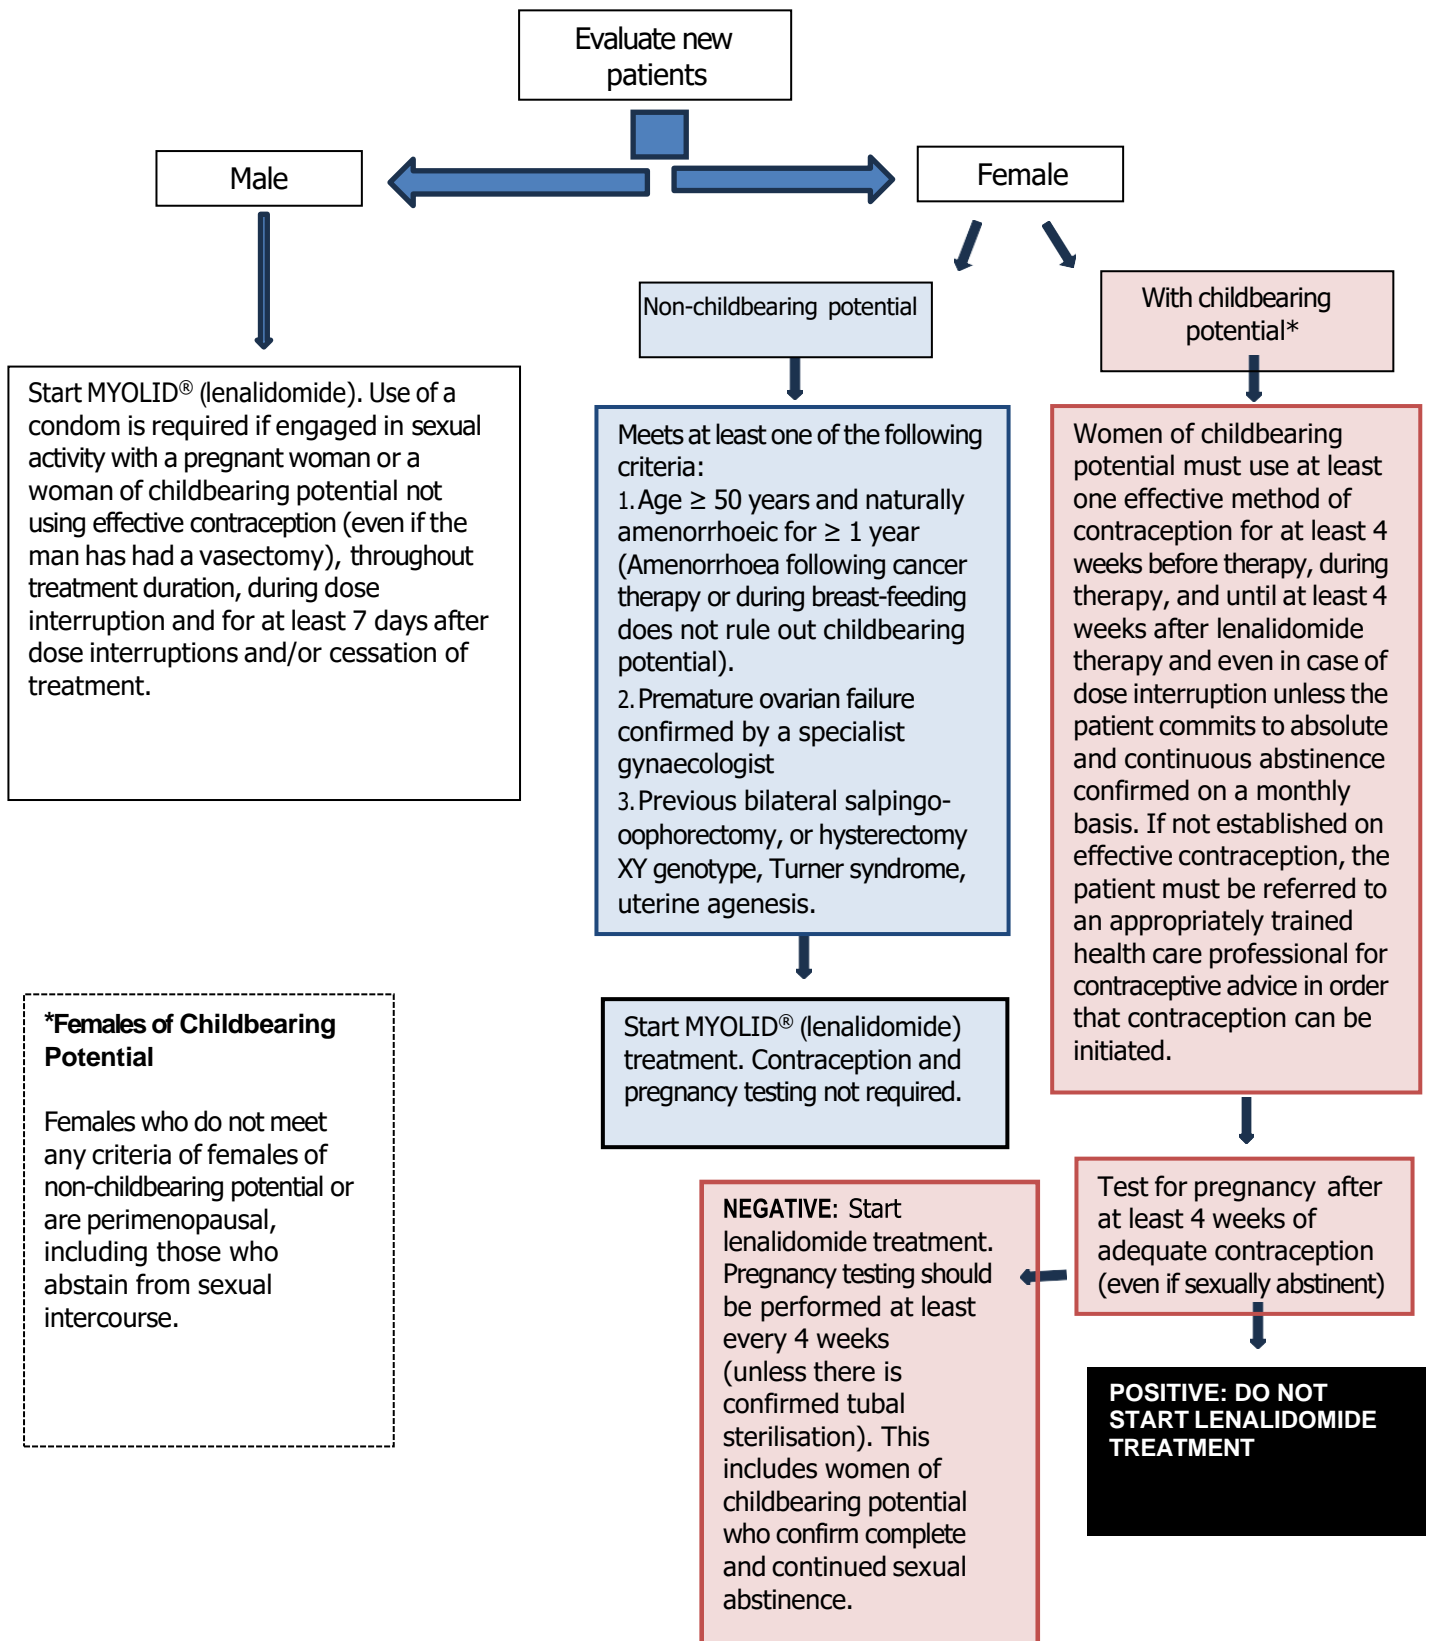 Evaluate new
patients
Male
Female
Non-childbearing potential
With childbearing
potential*
Start MYOLID® (lenalidomide). Use of a
condom is required if engaged in sexual
activity with a pregnant woman or a
woman of childbearing potential not
using effective contraception (even if the
man has had a vasectomy), throughout
treatment duration, during dose
interruption and for at least 7 days after
dose interruptions and/or cessation of
treatment.
Meets at least one of the following
criteria:
1. Age ≥ 50 years and naturally
amenorrhoeic for ≥ 1 year
(Amenorrhoea following cancer
therapy or during breast-feeding
does not rule out childbearing
potential).
2. Premature ovarian failure
confirmed by a specialist
gynaecologist
3. Previous bilateral salpingo-
oophorectomy, or hysterectomy
XY genotype, Turner syndrome,
uterine agenesis.
Women of childbearing
potential must use at least
one effective method of
contraception for at least 4
weeks before therapy, during
therapy, and until at least 4
weeks after lenalidomide
therapy and even in case of
dose interruption unless the
patient commits to absolute
and continuous abstinence
confirmed on a monthly
basis. If not established on
effective contraception, the
patient must be referred to
an appropriately trained
health care professional for
contraceptive advice in order
that contraception can be
initiated.
*Females of Childbearing
Potential
Females who do not meet
any criteria of females of
non-childbearing potential or
are perimenopausal,
including those who
abstain from sexual
intercourse.
Start MYOLID® (lenalidomide)
treatment. Contraception and
pregnancy testing not required.
Test for pregnancy after
at least 4 weeks of
adequate contraception
(even if sexually abstinent)
NEGATIVE: Start
lenalidomide treatment.
Pregnancy testing should
be performed at least
every 4 weeks
(unless there is
confirmed tubal
sterilisation). This
includes women of
childbearing potential
who confirm complete
and continued sexual
abstinence.
POSITIVE: DO NOT
START LENALIDOMIDE
TREATMENT